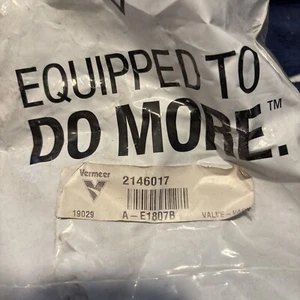 EQUIPPED TO
DO MORE.™
Vermeer
2146017
19029
A - E1807B